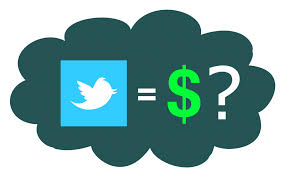 = $?